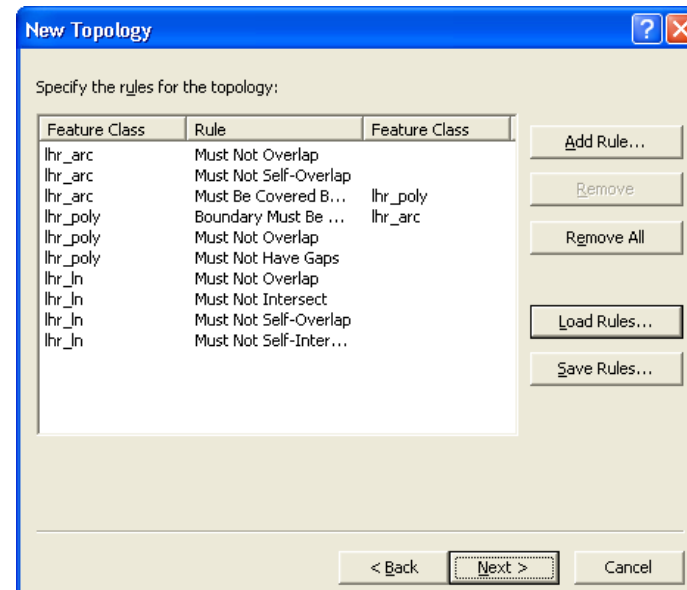 New Topology
Specify the rules for the topology:
Feature Class Rule Feature Class
lhr_arc Must Not Overlap
lhr_arc Must Not Self-Overlap
lhr_arc Must Be Covered B... lhr_poly
lhr_poly Boundary Must Be ... lhr_arc
lhr_poly Must Not Overlap
lhr_poly Must Not Have Gaps
lhr_ln Must Not Overlap
lhr_ln Must Not Intersect
lhr_ln Must Not Self-Overlap
lhr_ln Must Not Self-Inter...
Add Rule...
Remove
Remove All
Load Rules...
Save Rules...
< Back Next > Cancel